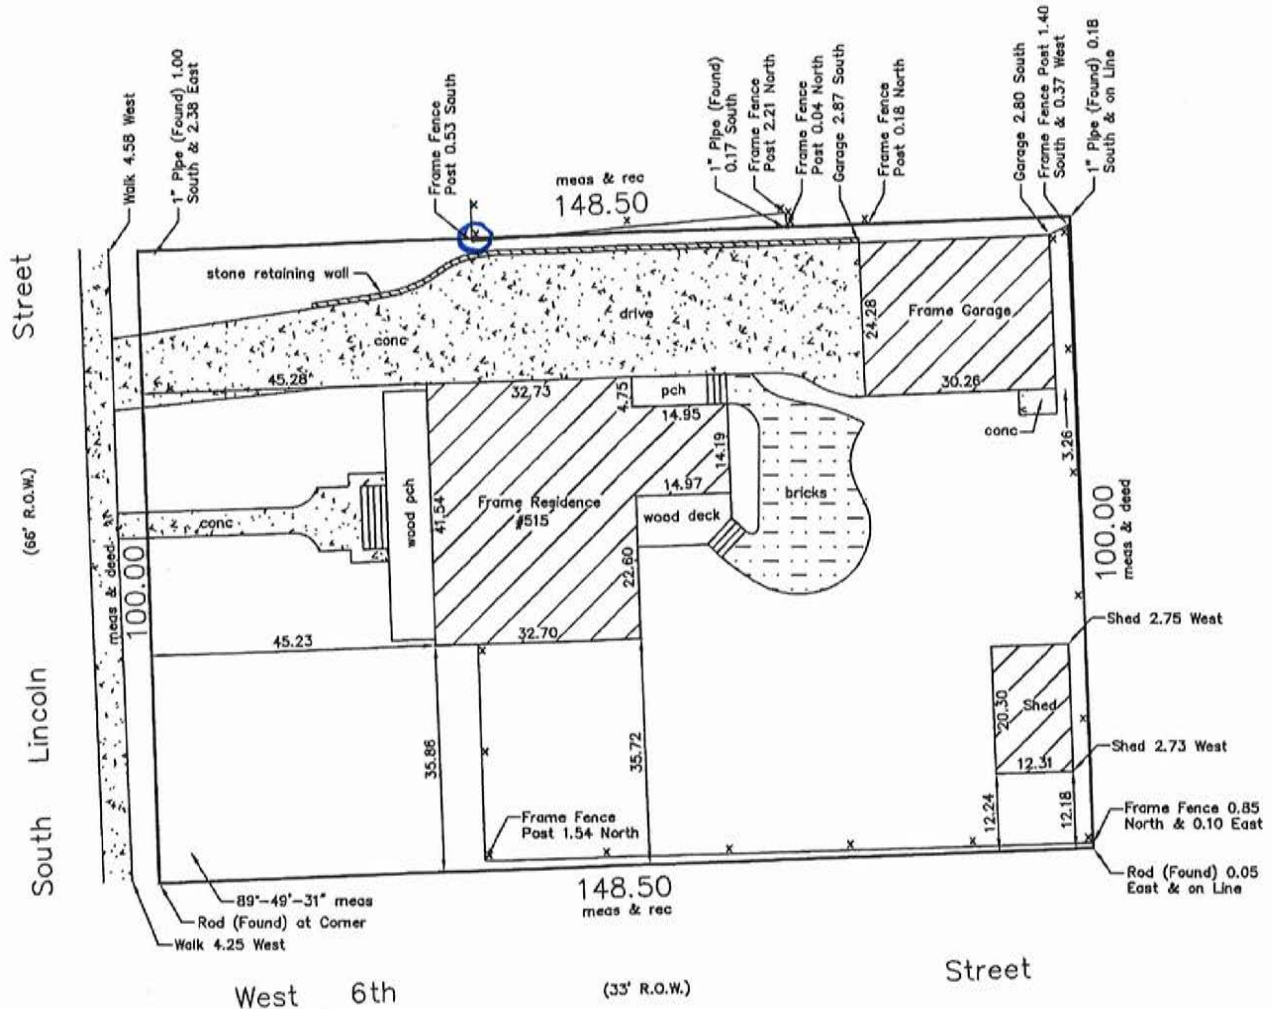 Walk 4.58 West
1" Pipe (Found) 1.00
South & 2.38 East
Frame Fence
Post 0.53 South
meas & rec
148.50
1" Pipe (Found)
0.17 South
Frame Fence
Post 2.21 North
Frame Fence
Post 0.04 North
Garage 2.87 South
Frame Fence
Post 0.18 North
Garage 2.80 South
Frame Fence Post 1.40
South & 0.37 West
1" Pipe (Found) 0.18
South & on Line
stone retaining wall
drive
conc
24.28
Frame Garage
30.26
conc
3.26
45.28
32.73
4.75
pch
14.95
14.19
14.97
wood deck
bricks
wood pch
41.54
Frame Residence
#515
22.60
32.70
conc
45.23
meas & deed
100.00
100.00
meas & deed
35.86
35.72
Shed 2.75 West
20.30
Shed
12.31
Shed 2.73 West
12.24
12.18
Frame Fence
Post 1.54 North
Frame Fence 0.85
North & 0.10 East
Rod (Found) 0.05
East & on Line
89°-49'-31" meas
Rod (Found) at Corner
Walk 4.25 West
148.50
meas & rec
South Lincoln Street
(66' R.O.W.)
West 6th Street
(33' R.O.W.)